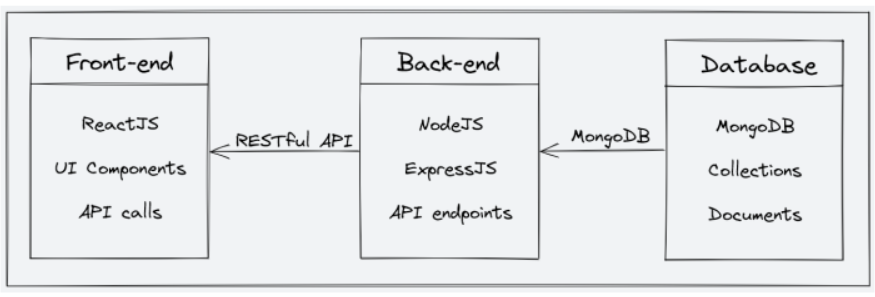 Front-end
ReactJS
UI Components
API calls
RESTful API
Back-end
NodeJS
ExpressJS
API endpoints
MongoDB
Database
MongoDB
Collections
Documents